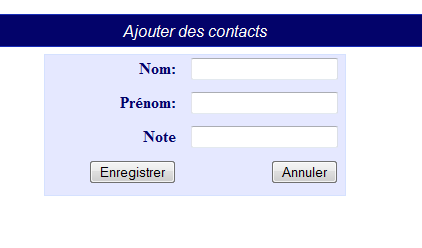 Ajouter des contacts
Nom:
Prénom:
Note
Enregistrer Annuler